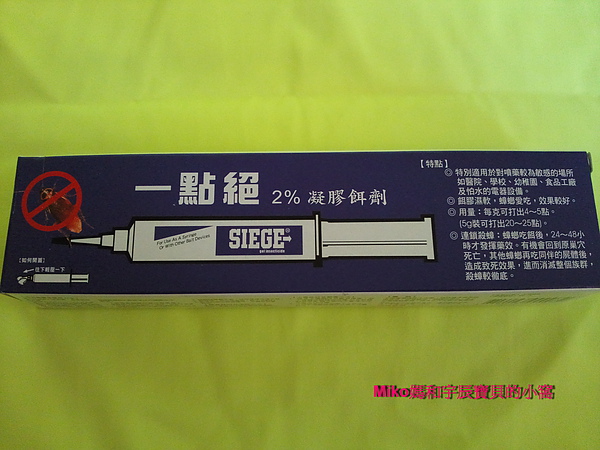 一點絕
2% 凝膠餌劑
For Use As A Syringe
Or With Other Bait Devices
SIEGE®
gel insecticide
【如何開蓋】
往下輕壓一下
【特點】
◎ 特別適用於對噴藥較為敏感的場所
如醫院、學校、幼稚園、食品工廠
及怕水的電器設備。
◎ 餌膠濕軟，蟑螂愛吃，效果較好。
◎ 用量：每克可打出4~5點。
(5g裝可打出20~25點)。
◎ 連鎖殺蟑：蟑螂吃餌後，24~48小
時才發揮藥效。有機會回到原巢穴
死亡，其他蟑螂再吃同伴的屍體後，
造成致死效果，進而消滅整個族群，
殺蟑較徹底。
Miko媽和宇辰寶貝的小窩